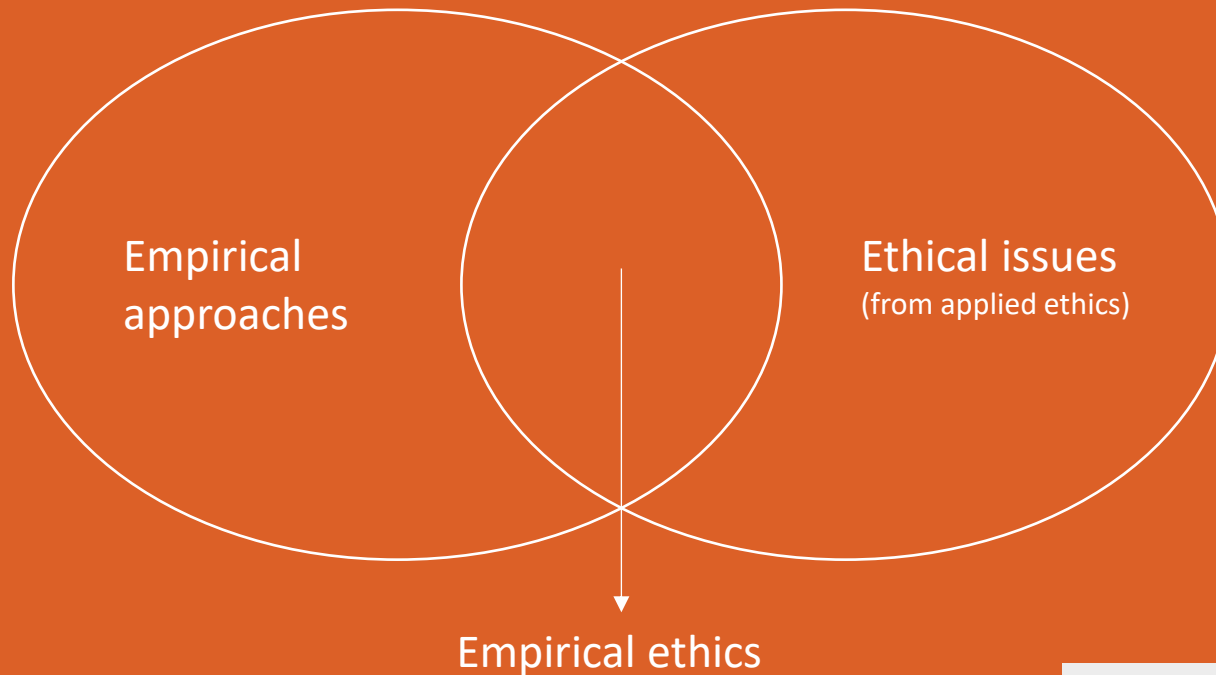 Empirical
approaches
Ethical issues
(from applied ethics)
Empirical ethics